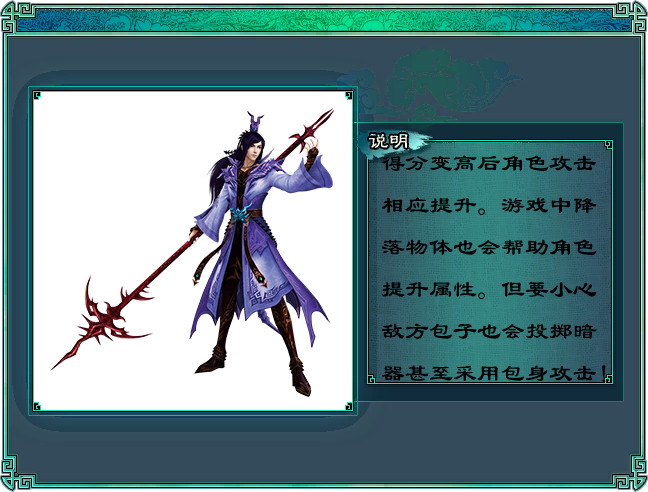 说明
得分变高后角色攻击
相应提升。游戏中降
落物体也会帮助角色
提升属性。但要小心
敌方包子也会投掷暗
器甚至采用包身攻击!